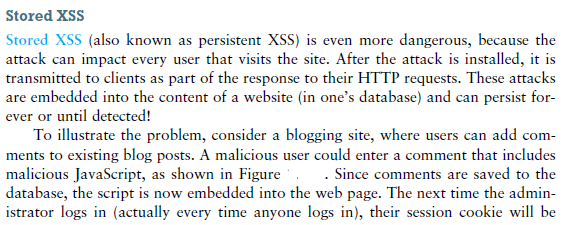 Stored XSS
Stored XSS (also known as persistent XSS) is even more dangerous, because the
attack can impact every user that visits the site. After the attack is installed, it is
transmitted to clients as part of the response to their HTTP requests. These attacks
are embedded into the content of a website (in one's database) and can persist for-
ever or until detected!
To illustrate the problem, consider a blogging site, where users can add com-
ments to existing blog posts. A malicious user could enter a comment that includes
malicious JavaScript, as shown in Figure . Since comments are saved to the
database, the script is now embedded into the web page. The next time the admin-
istrator logs in (actually every time anyone logs in), their session cookie will be